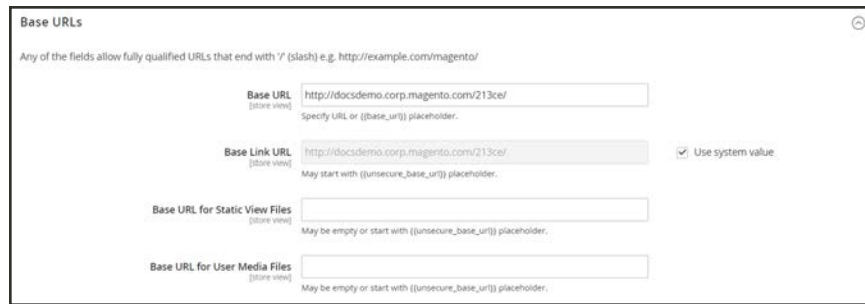 Base URLs
Any of the fields allow fully qualified URLs that end with '/' (slash) e.g. http://example.com/magento/
Base URL http://docsdemo.corp.magento.com/213ce/
[store view]
Specify URL or {{base_url}} placeholder.
Base Link URL http://docsdemo.corp.magento.com/213ce/ Use system value
[store view]
May start with {{unsecure_base_url}} placeholder.
Base URL for Static View Files
[store view]
May be empty or start with {{unsecure_base_url}} placeholder.
Base URL for User Media Files
[store view]
May be empty or start with {{unsecure_base_url}} placeholder.